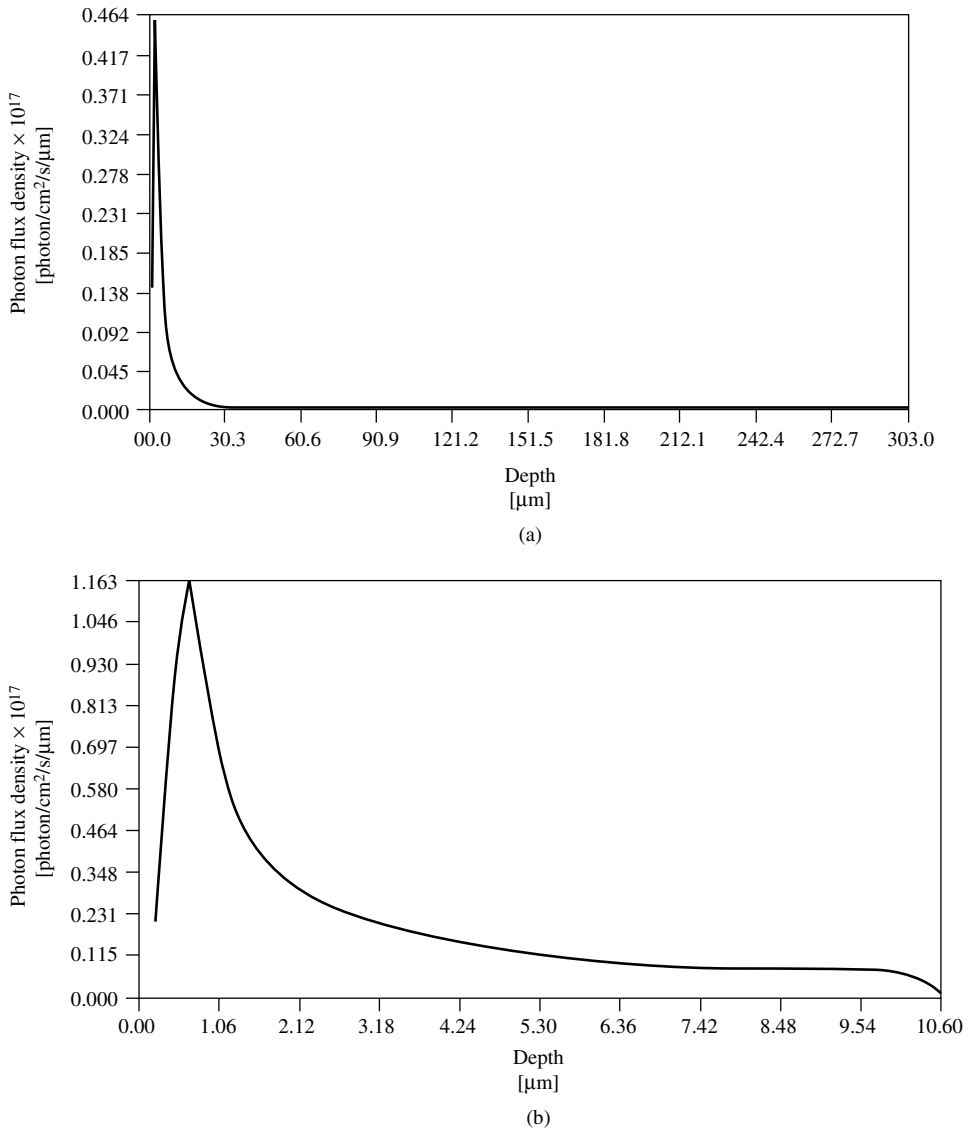 Photon flux density × 10¹⁷
[photon/cm²/s/µm]
0.464
0.417
0.371
0.324
0.278
0.231
0.185
0.138
0.092
0.045
0.000
00.0 30.3 60.6 90.9 121.2 151.5 181.8 212.1 242.4 272.7 303.0
Depth
[µm]
(a)
Photon flux density × 10¹⁷
[photon/cm²/s/µm]
1.163
1.046
0.930
0.813
0.697
0.580
0.464
0.348
0.231
0.115
0.000
0.00 1.06 2.12 3.18 4.24 5.30 6.36 7.42 8.48 9.54 10.60
Depth
[µm]
(b)